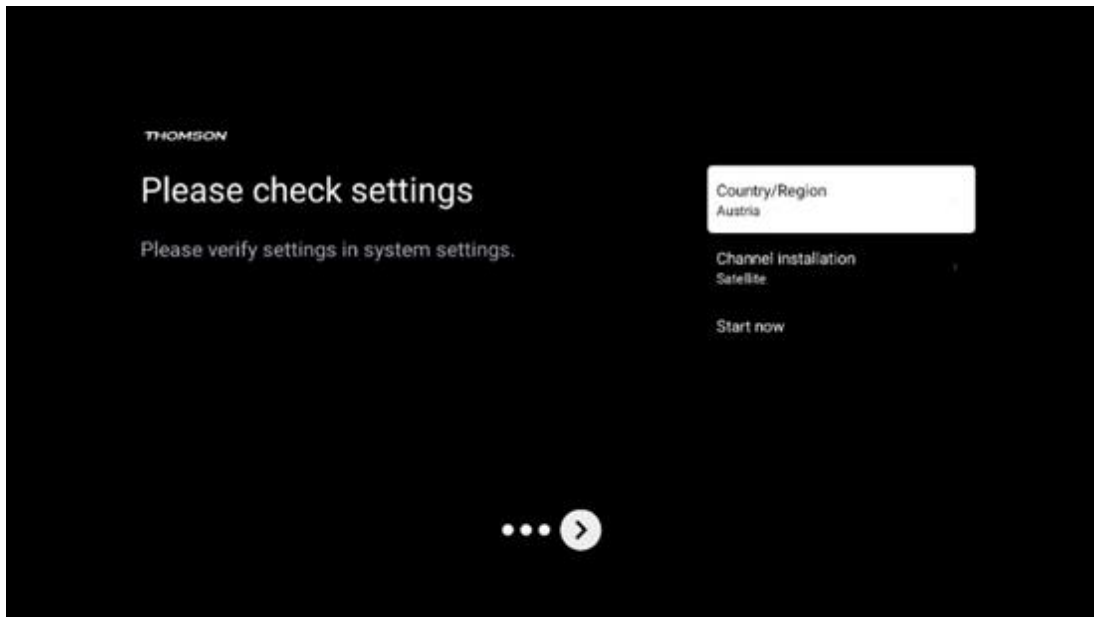 THOMSON
Please check settings
Please verify settings in system settings.
Country/Region
Austria
Channel installation
Satellite
Start now